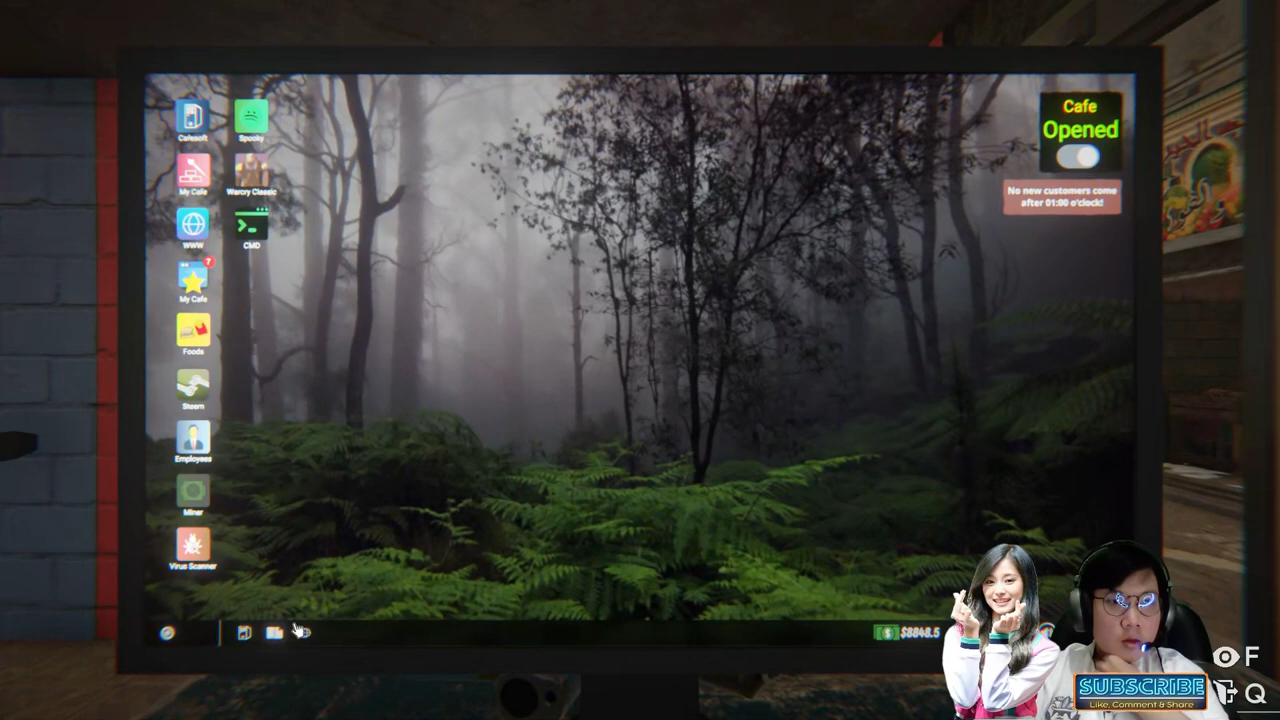 Cafesoft
Spooky
My Cafe
Warcry Classic
WWW
CMD
7
My Cafe
Foods
Steem
Employees
Miner
Virus Scanner
Cafe
Opened
No new customers come
after 01:00 o'clock!
$8848.5
F
Q
SUBSCRIBE
Like, Comment & Share